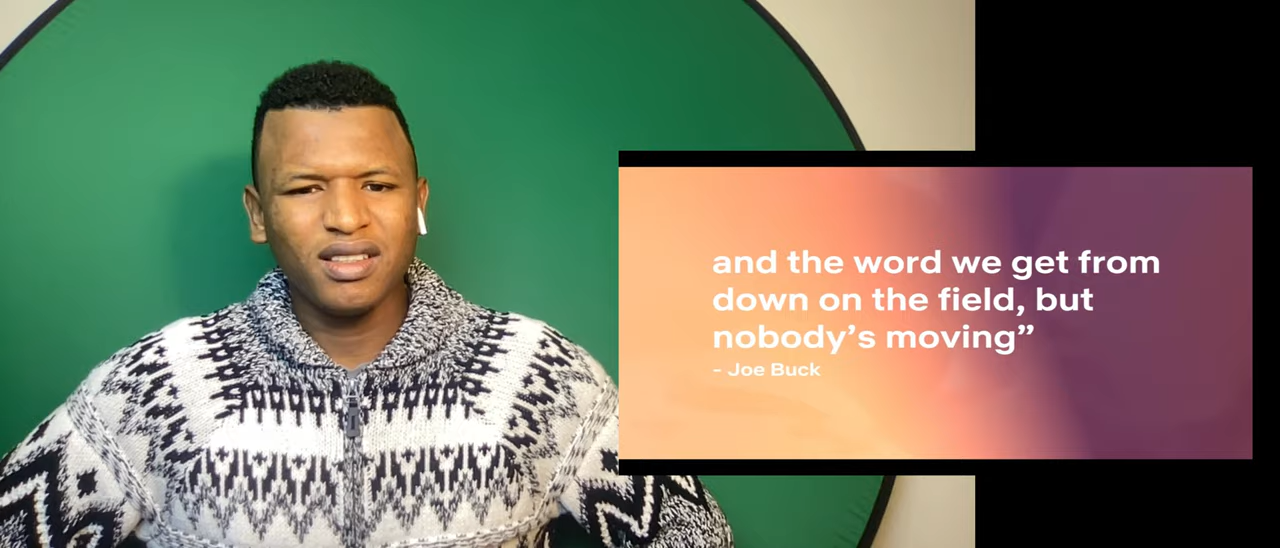 and the word we get from
down on the field, but
nobody’s moving”
- Joe Buck